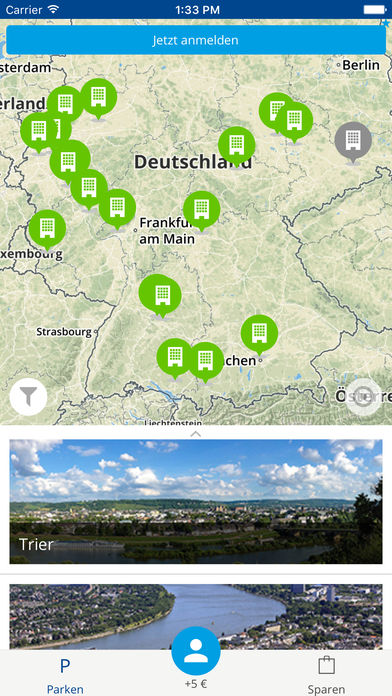 Carrier 1:33 PM
Jetzt anmelden
sterdam
Berlin
erland
Deutschland
Frankfu
am Main
xembourg
Strasbourg
chen
Österre
Liechtenstein
Trier
P
+5 €
Parken
Sparen